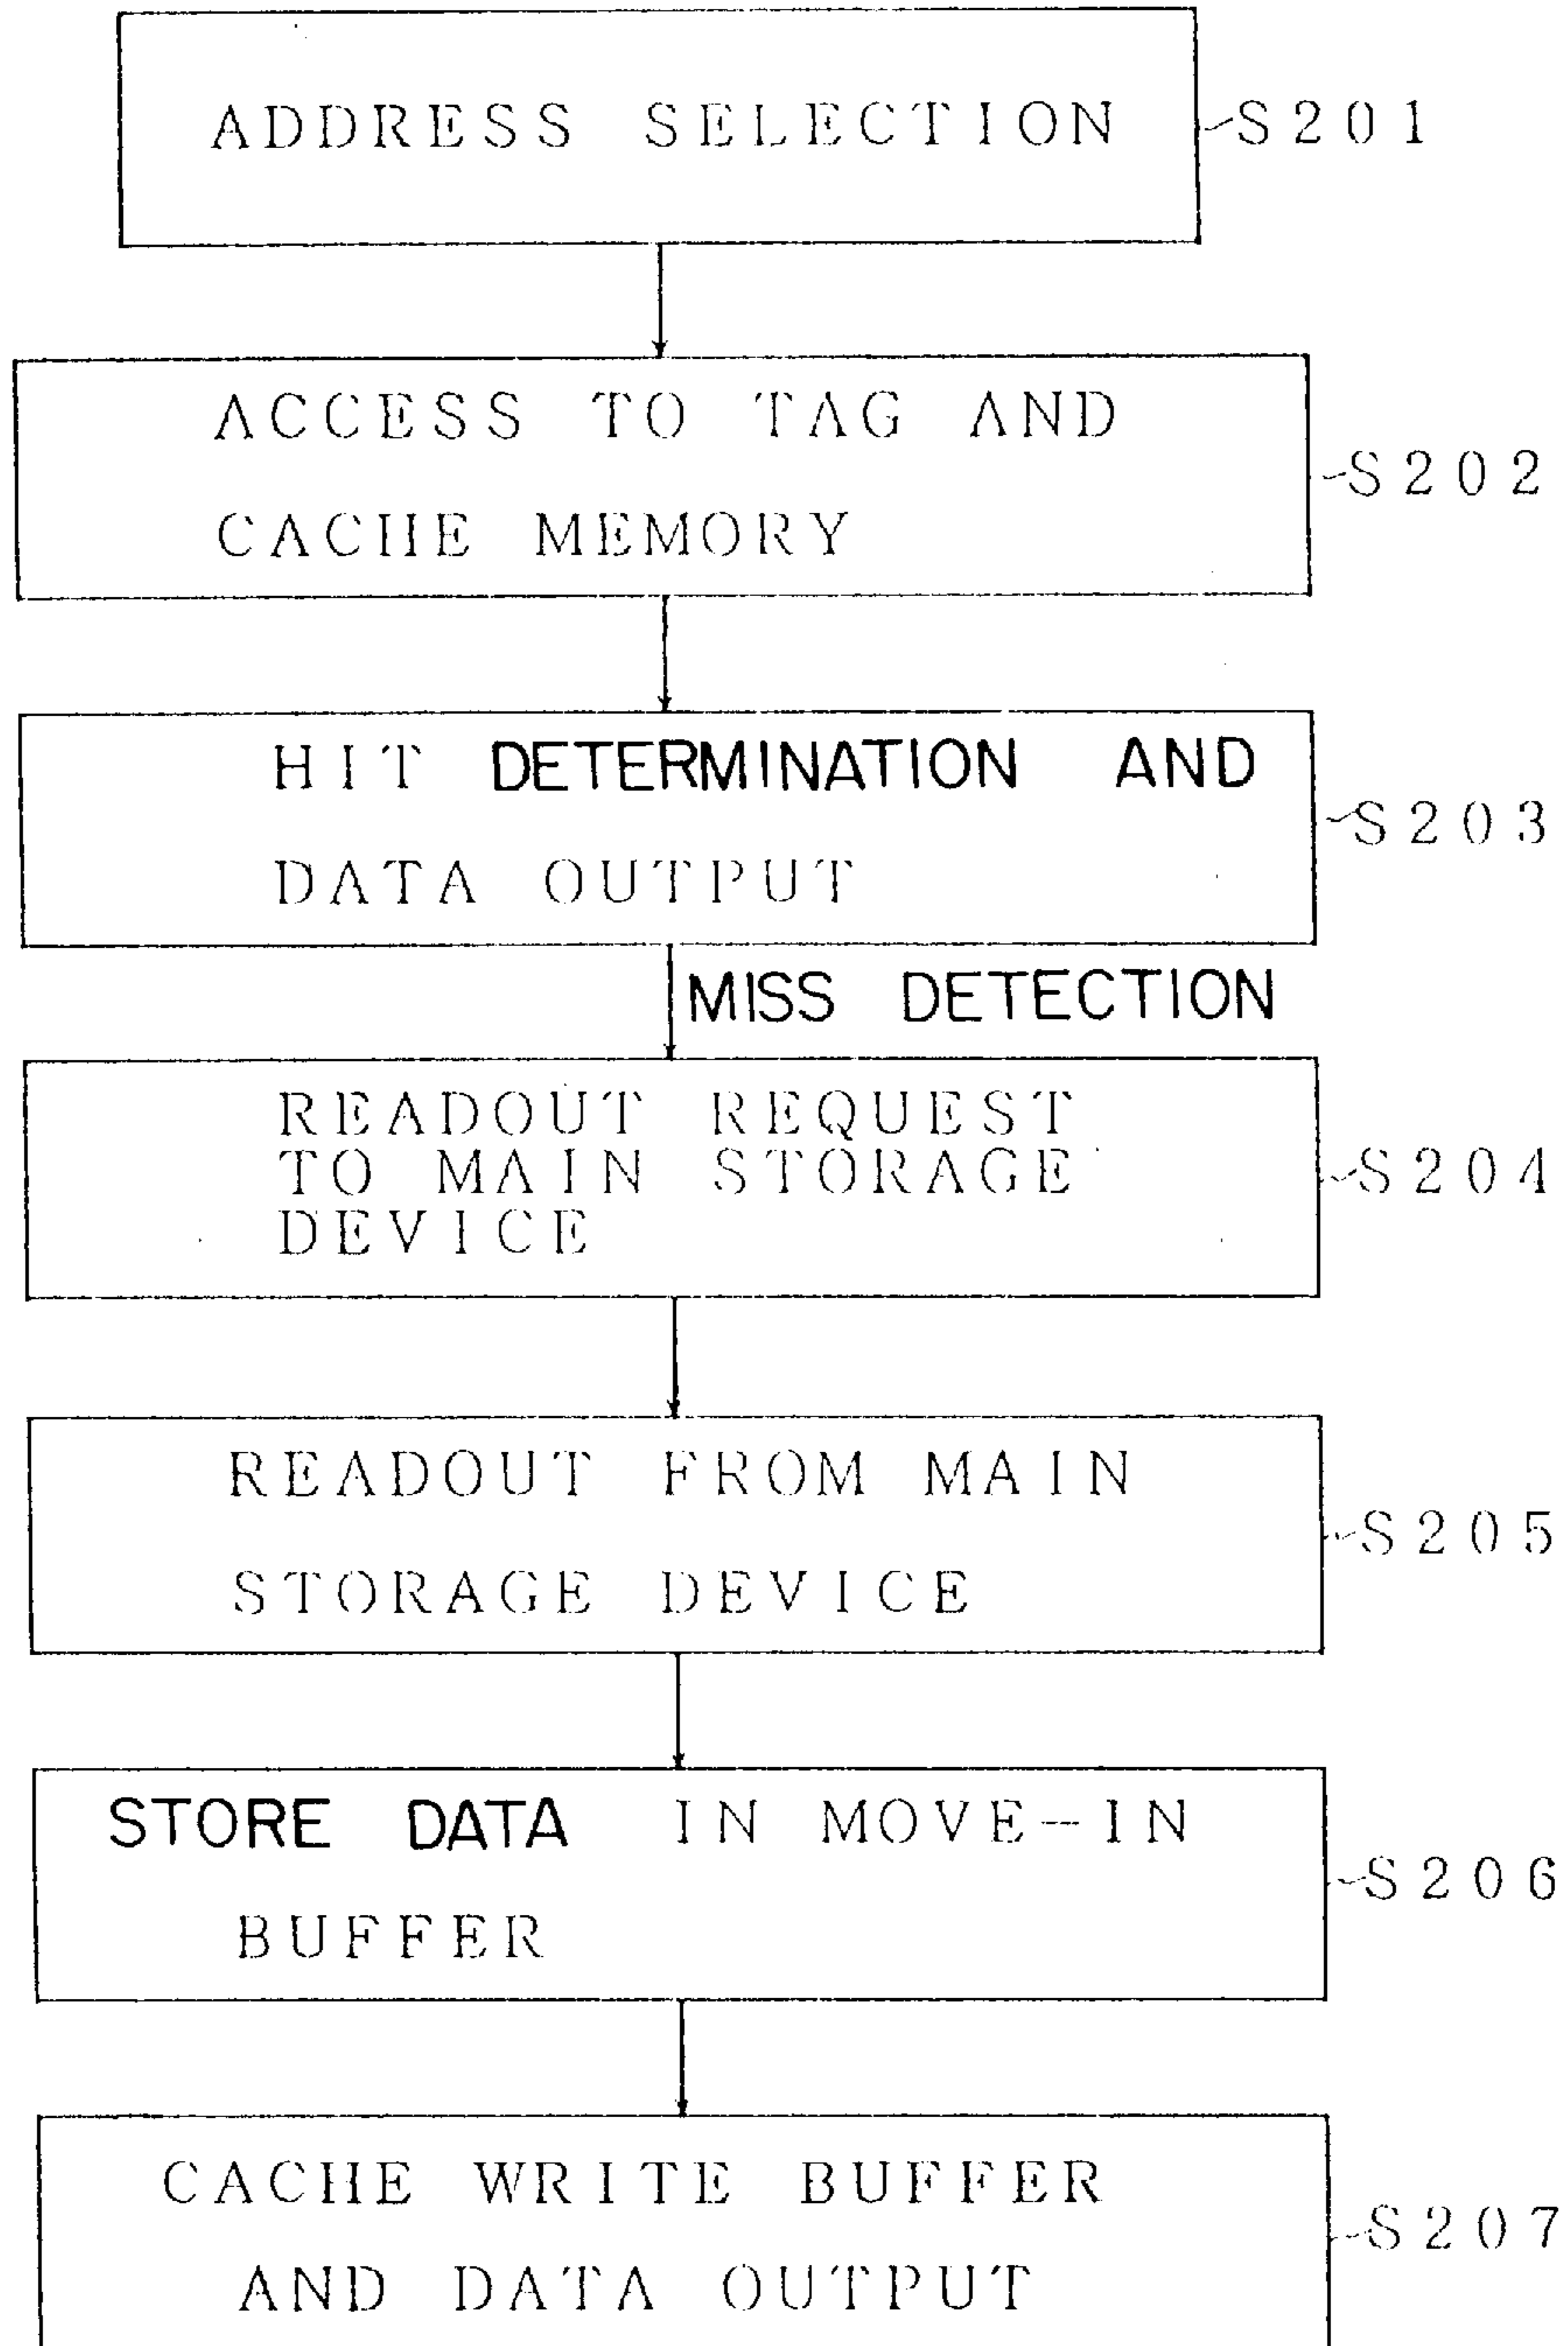 ADDRESS SELECTION
S201
ACCESS TO TAG AND
CACHE MEMORY
S202
HIT DETERMINATION AND
DATA OUTPUT
S203
MISS DETECTION
READOUT REQUEST
TO MAIN STORAGE
DEVICE
S204
READOUT FROM MAIN
STORAGE DEVICE
S205
STORE DATA IN MOVE-IN
BUFFER
S206
CACHE WRITE BUFFER
AND DATA OUTPUT
S207